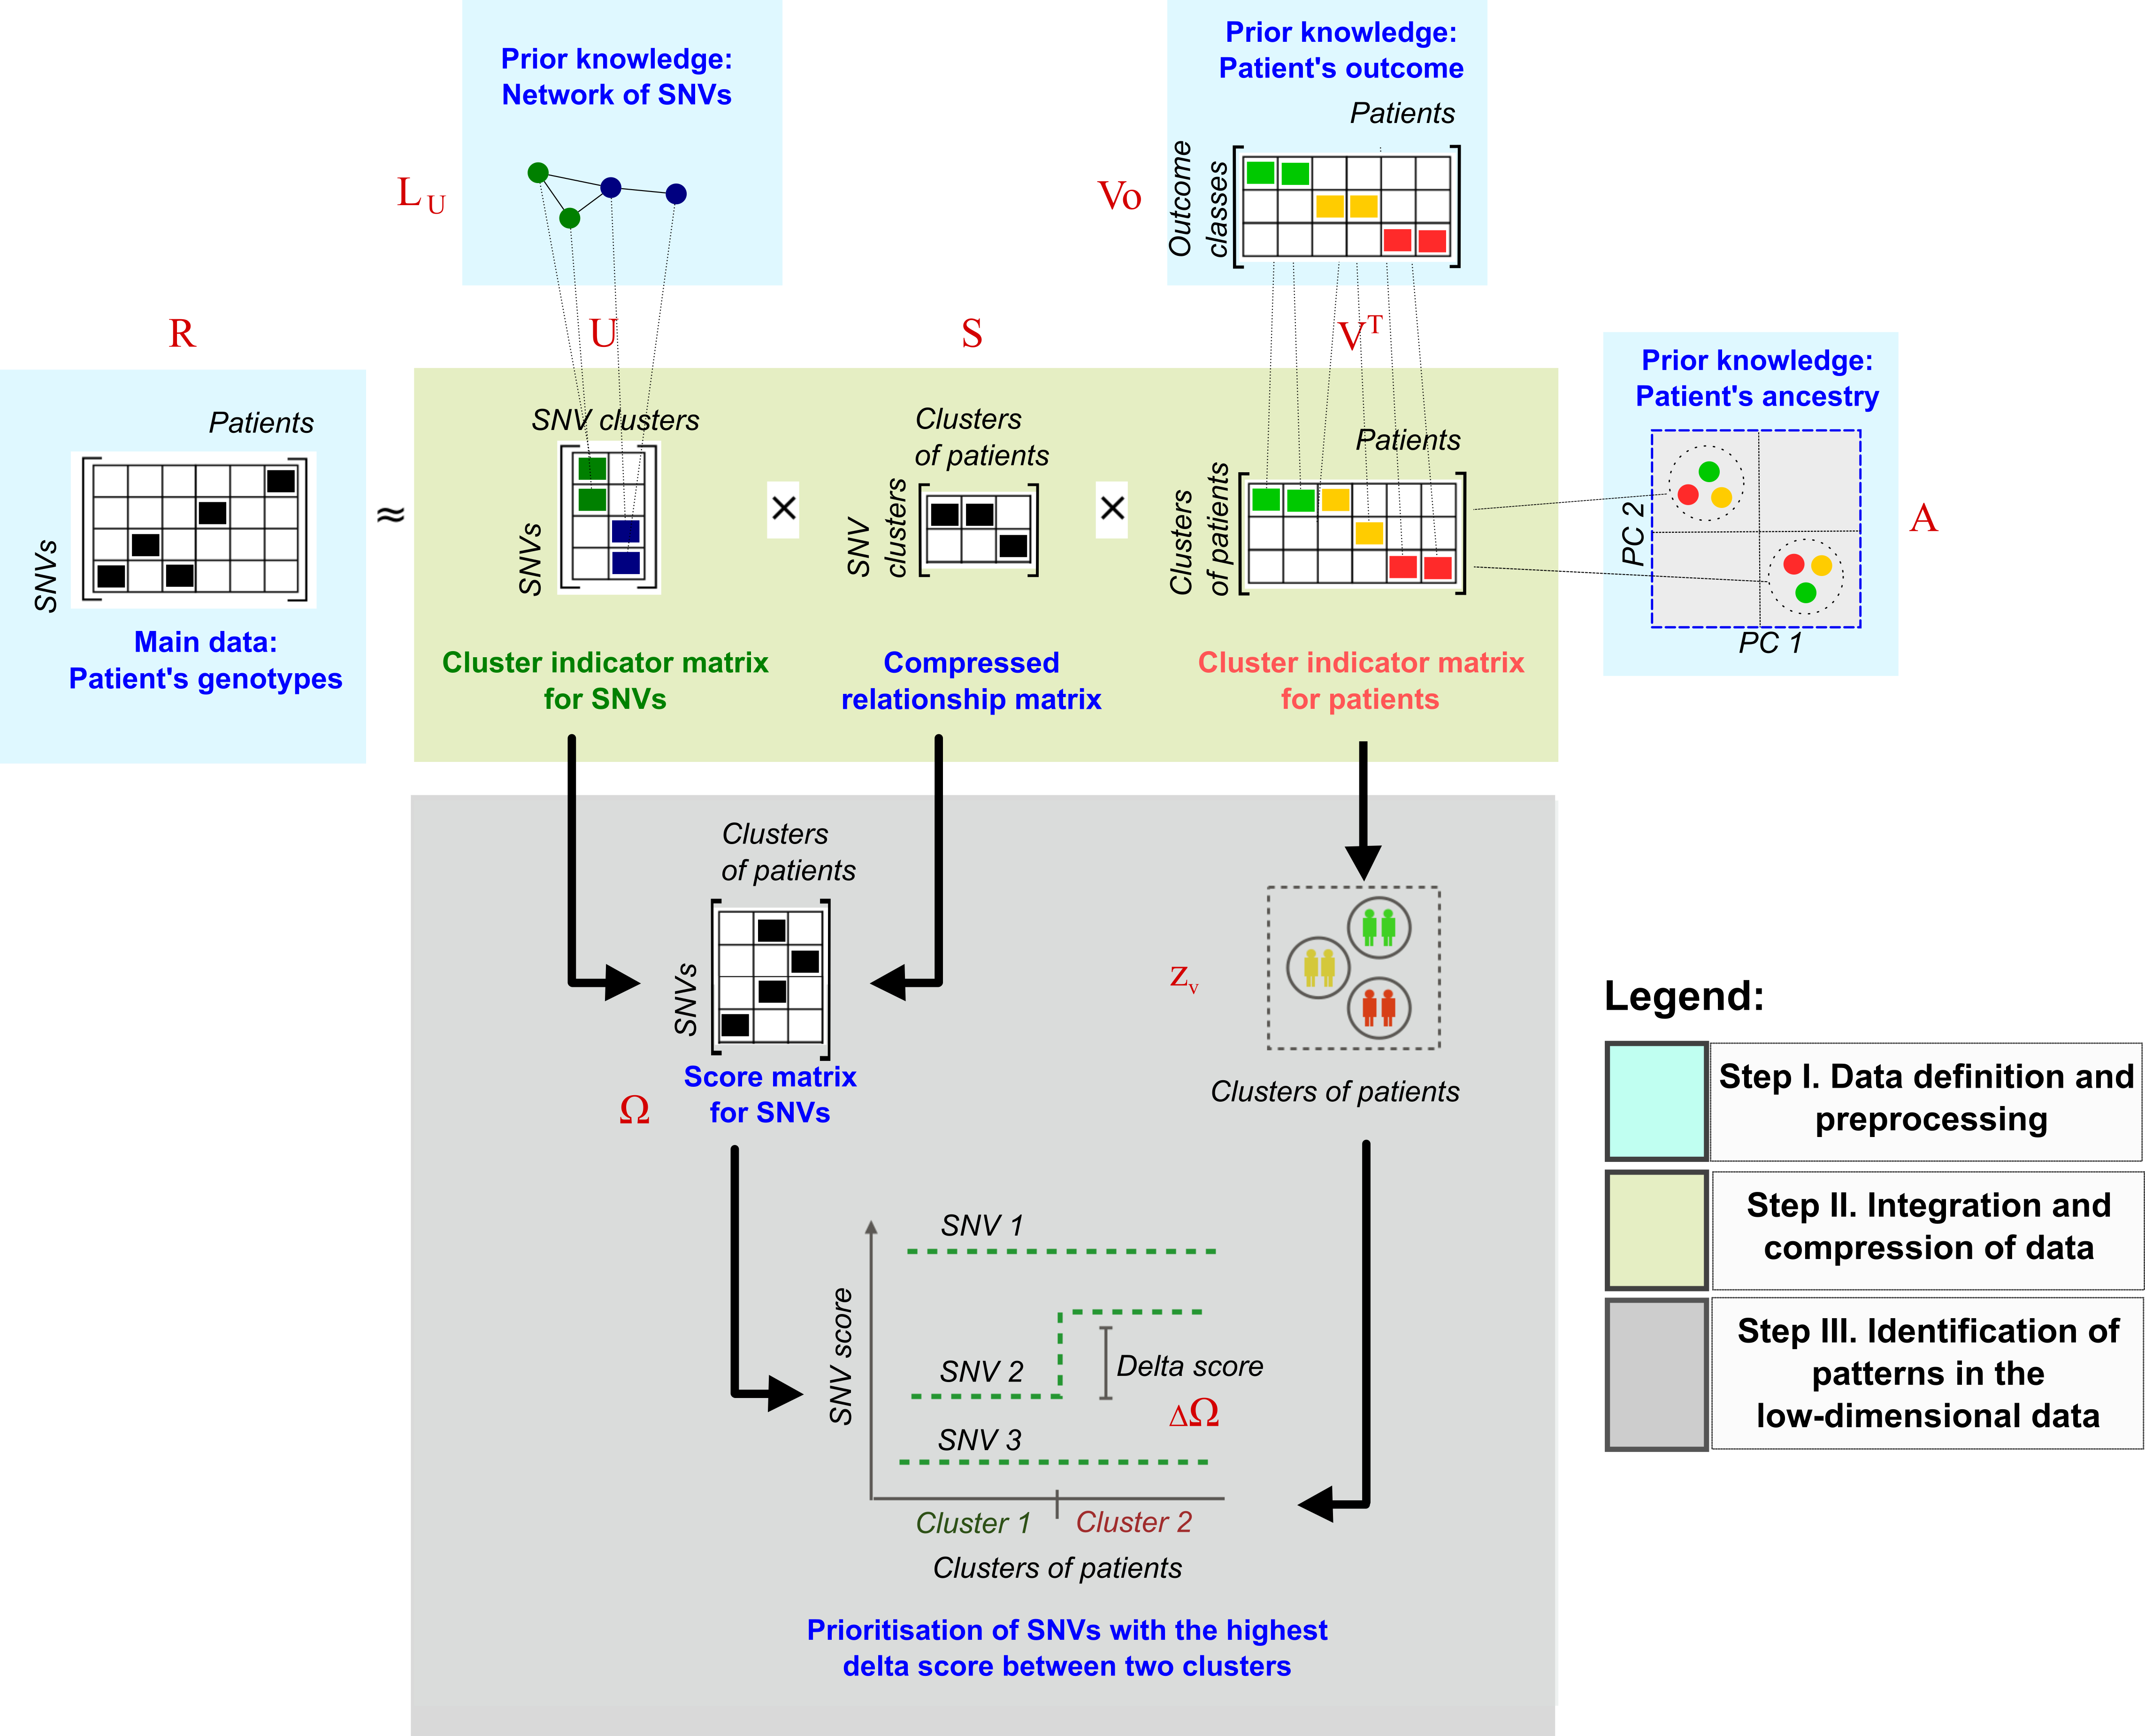 Prior knowledge:
Network of SNVs
L U
Prior knowledge:
Patient's outcome
Patients
Outcome
classes
Vo
R
U
S
V T
Patients
SNVs
Main data:
Patient's genotypes
≈
SNV clusters
SNVs
Cluster indicator matrix
for SNVs
×
Clusters
of patients
SNV
clusters
Compressed
relationship matrix
×
Patients
Clusters
of patients
Cluster indicator matrix
for patients
Prior knowledge:
Patient's ancestry
PC 2
PC 1
A
Clusters
of patients
SNVs
Score matrix
for SNVs
Ω
Zv
Clusters of patients
SNV score
SNV 1
SNV 2
Delta score
ΔΩ
SNV 3
Cluster 1
Cluster 2
Clusters of patients
Prioritisation of SNVs with the highest
delta score between two clusters
Legend:
Step I. Data definition and
preprocessing
Step II. Integration and
compression of data
Step III. Identification of
patterns in the
low-dimensional data